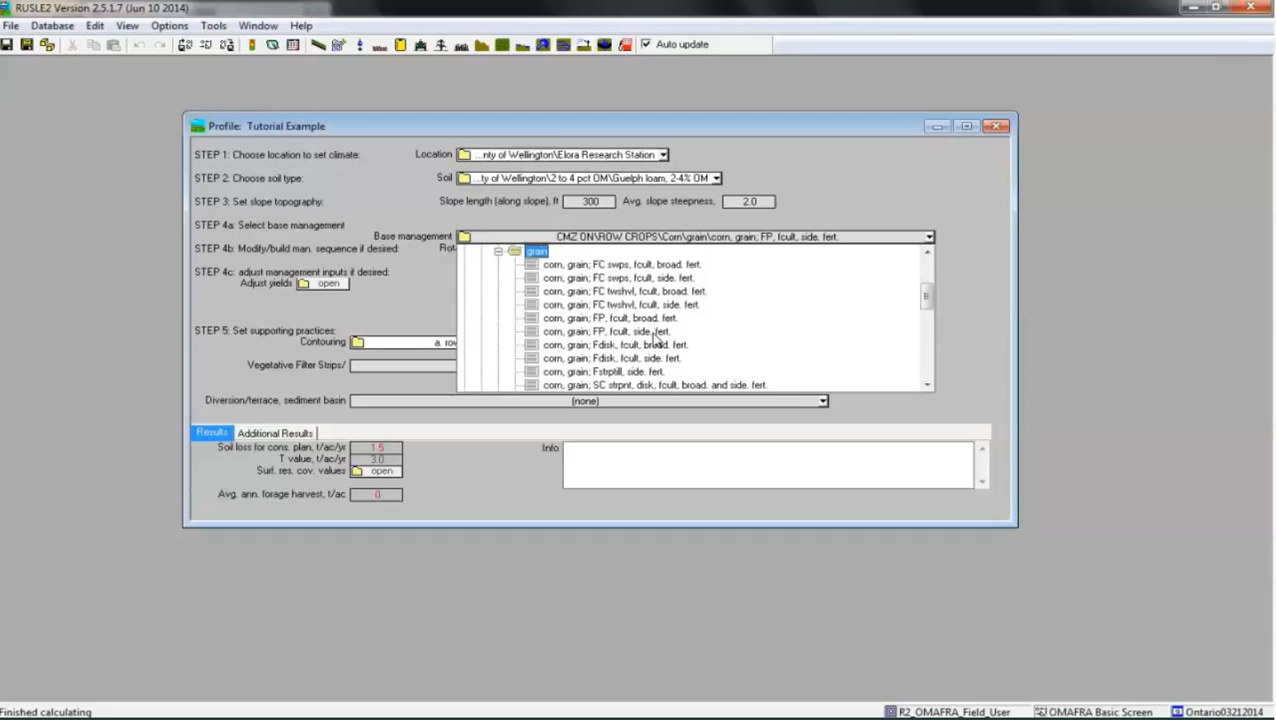 RUSLE2 Version 2.5.1.7 (Jun 10 2014)
File Database Edit View Options Tools Window Help
Auto update
Profile: Tutorial Example
STEP 1: Choose location to set climate: Location ...nty of Wellington\Elora Research Station
STEP 2: Choose soil type: Soil ...ty of Wellington\2 to 4 pct OM\Guelph loam, 2-4% OM
STEP 3: Set slope topography: Slope length (along slope), ft 300 Avg. slope steepness, 2.0
STEP 4a: Select base management
Base management CMZ ON\ROW CROPS\Corn\grain\corn, grain; FP, fcult, side. fert.
STEP 4b: Modify/build man. sequence if desired: Rot
grain
corn, grain; FC swps, fcult, broad. fert.
STEP 4c: adjust management inputs if desired:
corn, grain; FC swps, fcult, side. fert.
Adjust yields open
corn, grain; FC twshvl, fcult, broad. fert.
corn, grain; FC twshvl, fcult, side. fert.
corn, grain; FP, fcult, broad. fert.
STEP 5: Set supporting practices:
corn, grain; FP, fcult, side. fert.
Contouring a. rov
corn, grain; Fdisk, fcult, broad. fert.
corn, grain; Fdisk, fcult, side. fert.
Vegetative Filter Strips/
corn, grain; Fstrptill, side. fert.
corn, grain; SC strpnt, disk, fcult, broad. and side. fert.
Diversion/terrace, sediment basin (none)
Results Additional Results
Soil loss for cons. plan, t/ac/yr 1.5 Info
T value, t/ac/yr 3.0
Surf. res. cov. values open
Avg. ann. forage harvest, t/ac 0
Finished calculating R2_OMAFRA_Field_User OMAFRA Basic Screen Ontario03212014